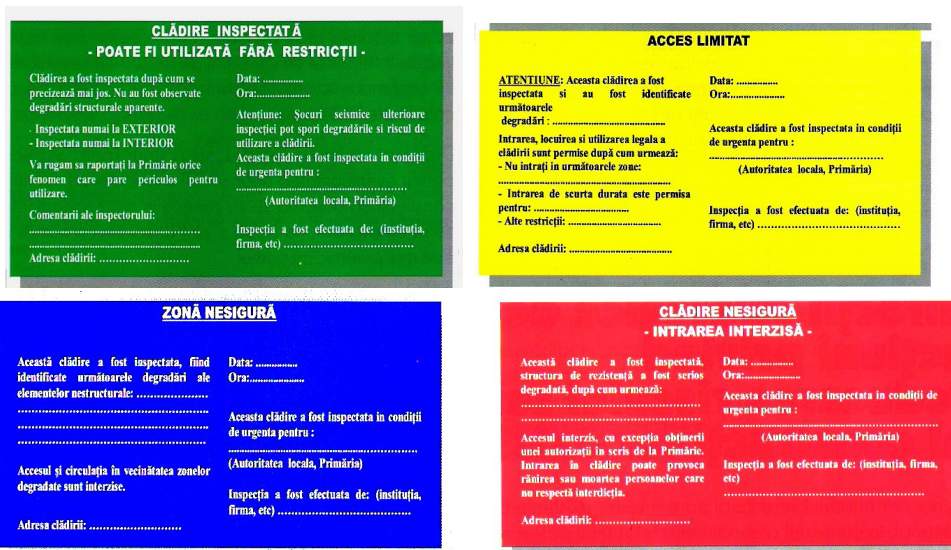 CLĂDIRE INSPECTATĂ
- POATE FI UTILIZATĂ FĂRĂ RESTRICȚII -
Clădirea a fost inspectata după cum se
precizează mai jos. Nu au fost observate
degradări structurale aparente.
- Inspectata numai la EXTERIOR
- Inspectata numai la INTERIOR
Va rugam sa raportați la Primărie orice
fenomen care pare periculos pentru
utilizare.
Comentarii ale inspectorului:
................................................
................................................
Adresa clădirii: ..............................
Data: ................
Ora:.....................
Atențiune: Șocuri seismice ulterioare
inspecției pot spori degradările si riscul de
utilizare a clădirii.
Aceasta clădire a fost inspectata in condiții
de urgenta pentru :
................................................
(Autoritatea locala, Primăria)
Inspecția a fost efectuata de: (instituția,
firma, etc) ..........................................
ACCES LIMITAT
ATENTIUNE: Aceasta clădirea a fost
inspectata si au fost identificate
următoarele
degradări : ..........................................
Intrarea, locuirea si utilizarea legala a
clădirii sunt permise după cum urmează:
- Nu intrați in următoarele zone:
................................................
- Intrarea de scurta durata este permisa
pentru: ..............................
- Alte restricții: ..............................
Adresa clădirii: ..............................
Data: ................
Ora:.....................
Aceasta clădire a fost inspectata in condiții
de urgenta pentru :
................................................
(Autoritatea locala, Primăria)
Inspecția a fost efectuata de: (instituția,
firma, etc) ..........................................
ZONĂ NESIGURĂ
Această clădire a fost inspectata, fiind
identificate următoarele degradări ale
elementelor nestructurale: ......................
................................................
................................................
................................................
Accesul și circulația în vecinătatea zonelor
degradate sunt interzise.
Adresa clădirii: ..............................
Data: ................
Ora:.....................
Aceasta clădire a fost inspectata in condiții
de urgenta pentru :
................................................
(Autoritatea locala, Primăria)
Inspecția a fost efectuata de: (instituția,
firma, etc) ..........................................
CLĂDIRE NESIGURĂ
- INTRAREA INTERZISĂ -
Această clădire a fost inspectată,
structura de rezistență a fost serios
degradată, după cum urmează:
................................................
................................................
Accesul interzis, cu excepția obținerii
unei autorizații în scris de la Primărie.
Intrarea în clădire poate provoca
rănirea sau moartea persoanelor care
nu respectă interdicția.
Adresa clădirii: ..............................
Data: ................
Ora:.....................
Aceasta clădire a fost inspectata in condiții de
urgenta pentru :
................................................
(Autoritatea locala, Primăria)
Inspecția a fost efectuata de: (instituția, firma,
etc)
................................................